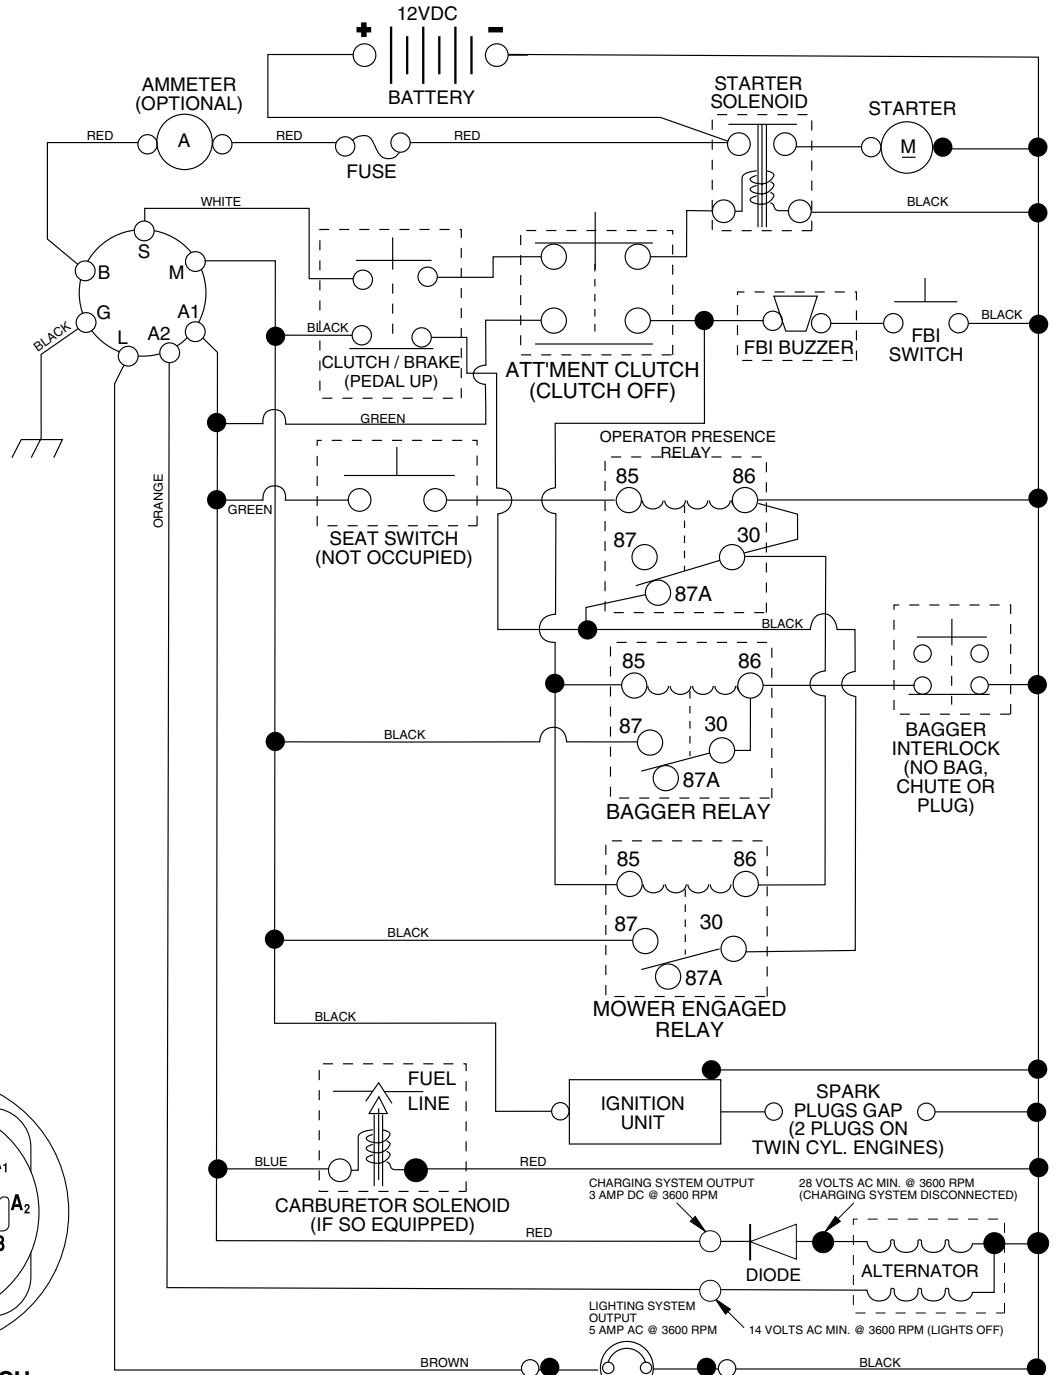 12VDC
+ −
BATTERY
AMMETER
(OPTIONAL)
RED
A
RED
FUSE
RED
STARTER
SOLENOID
STARTER
M
BLACK
WHITE
S
B
M
G
A1
L
A2
BLACK
BLACK
CLUTCH / BRAKE
(PEDAL UP)
ATT'MENT CLUTCH
(CLUTCH OFF)
FBI BUZZER
FBI
SWITCH
BLACK
GREEN
ORANGE
GREEN
SEAT SWITCH
(NOT OCCUPIED)
OPERATOR PRESENCE
RELAY
85
86
87
30
87A
BLACK
85
86
87
30
87A
BLACK
BAGGER RELAY
BAGGER
INTERLOCK
(NO BAG,
CHUTE OR
PLUG)
85
86
87
30
87A
BLACK
MOWER ENGAGED
RELAY
BLACK
FUEL
LINE
IGNITION
UNIT
SPARK
PLUGS GAP
(2 PLUGS ON
TWIN CYL. ENGINES)
BLUE
RED
CARBURETOR SOLENOID
(IF SO EQUIPPED)
CHARGING SYSTEM OUTPUT
3 AMP DC @ 3600 RPM
28 VOLTS AC MIN. @ 3600 RPM
(CHARGING SYSTEM DISCONNECTED)
RED
DIODE
ALTERNATOR
LIGHTING SYSTEM
OUTPUT
5 AMP AC @ 3600 RPM
14 VOLTS AC MIN. @ 3600 RPM (LIGHTS OFF)
BROWN
BLACK
A2